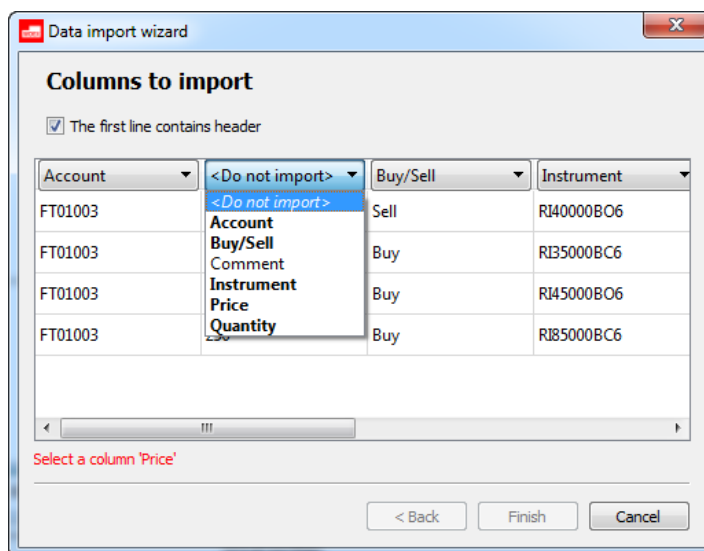 Data import wizard
Columns to import
The first line contains header
Account <Do not import> Buy/Sell Instrument
<Do not import>
Account
Buy/Sell
Comment
Instrument
Price
Quantity
FT01003 Sell RI40000BO6
FT01003 Buy RI35000BC6
FT01003 Buy RI45000BO6
FT01003 Buy RI85000BC6
Select a column 'Price'
< Back Finish Cancel